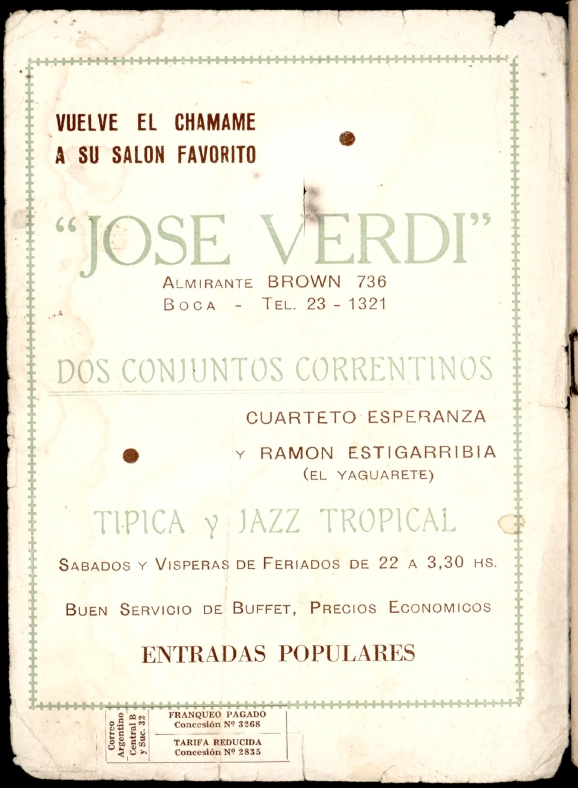 VUELVE EL CHAMAME
A SU SALON FAVORITO
"JOSE VERDI"
ALMIRANTE BROWN 736
BOCA - TEL. 23 - 1321
DOS CONJUNTOS CORRENTINOS
CUARTETO ESPERANZA
Y RAMON ESTIGARRIBIA
(EL YAGUARETE)
TIPICA y JAZZ TROPICAL
SABADOS Y VISPERAS DE FERIADOS DE 22 A 3,30 HS.
BUEN SERVICIO DE BUFFET, PRECIOS ECONOMICOS
ENTRADAS POPULARES
Correo
Argentino
Central B
y Suc. 32
FRANQUEO PAGADO
Concesión Nº 3268
TARIFA REDUCIDA
Concesión Nº 2835